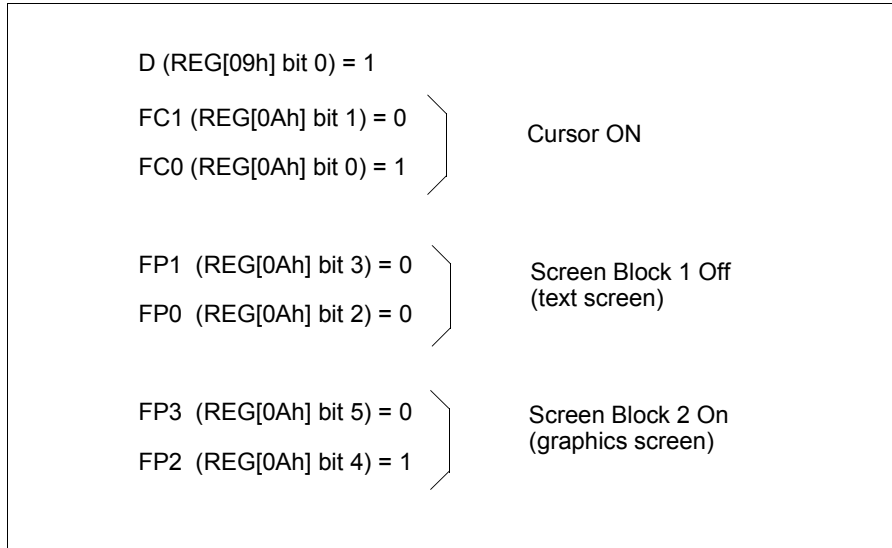 D (REG[09h] bit 0) = 1
FC1 (REG[0Ah] bit 1) = 0
FC0 (REG[0Ah] bit 0) = 1
Cursor ON
FP1 (REG[0Ah] bit 3) = 0
FP0 (REG[0Ah] bit 2) = 0
Screen Block 1 Off
(text screen)
FP3 (REG[0Ah] bit 5) = 0
FP2 (REG[0Ah] bit 4) = 1
Screen Block 2 On
(graphics screen)